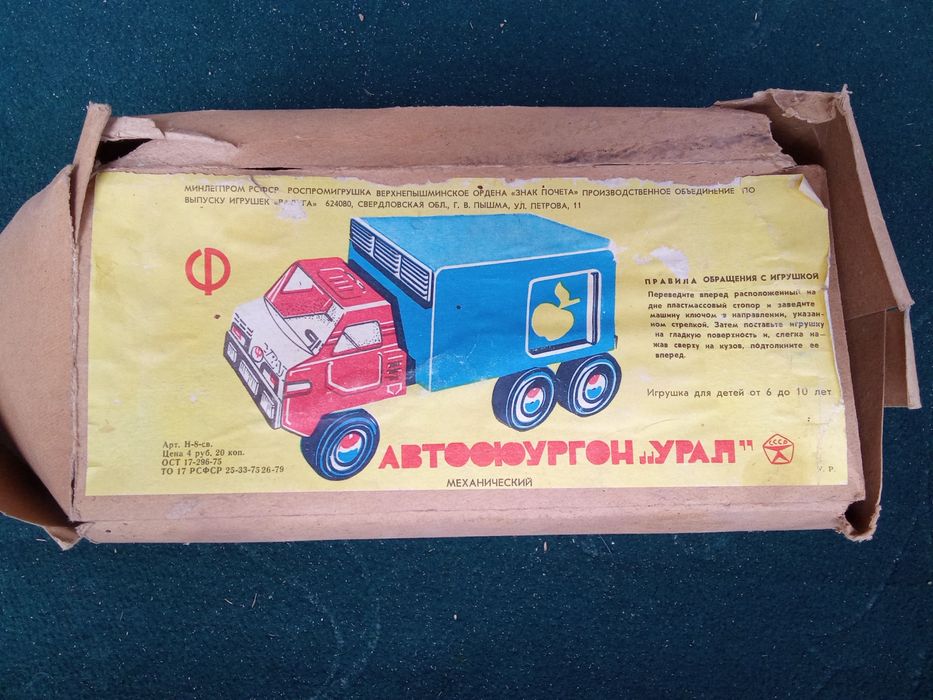 МИНЛЕГПРОМ РСФСР РОСПРОМИГРУШКА ВЕРХНЕПЫШМИНСКОЕ ОРДЕНА «ЗНАК ПОЧЕТА» ПРОИЗВОДСТВЕННОЕ ОБЪЕДИНЕНИЕ ПО
ВЫПУСКУ ИГРУШЕК 624080, СВЕРДЛОВСКАЯ ОБЛ., Г. В. ПЫШМА, УЛ. ПЕТРОВА, 11
ПРАВИЛА ОБРАЩЕНИЯ С ИГРУШКОЙ
Переведите вперед расположенный на
дне пластмассовый стопор и заведите
машину ключом в направлении, указан-
ном стрелкой. Затем поставьте игрушку
на гладкую поверхность и, слегка на-
жав сверху на кузов, подтолкните ее
вперед.
Игрушка для детей от 6 до 10 лет
Арт. Н-8-св.
Цена 4 руб. 20 коп.
ОСТ 17-296-75
ТО 17 РСФСР 25-33-7526-79
АВТОФУРГОН „УРАЛ"
СССР
МЕХАНИЧЕСКИЙ